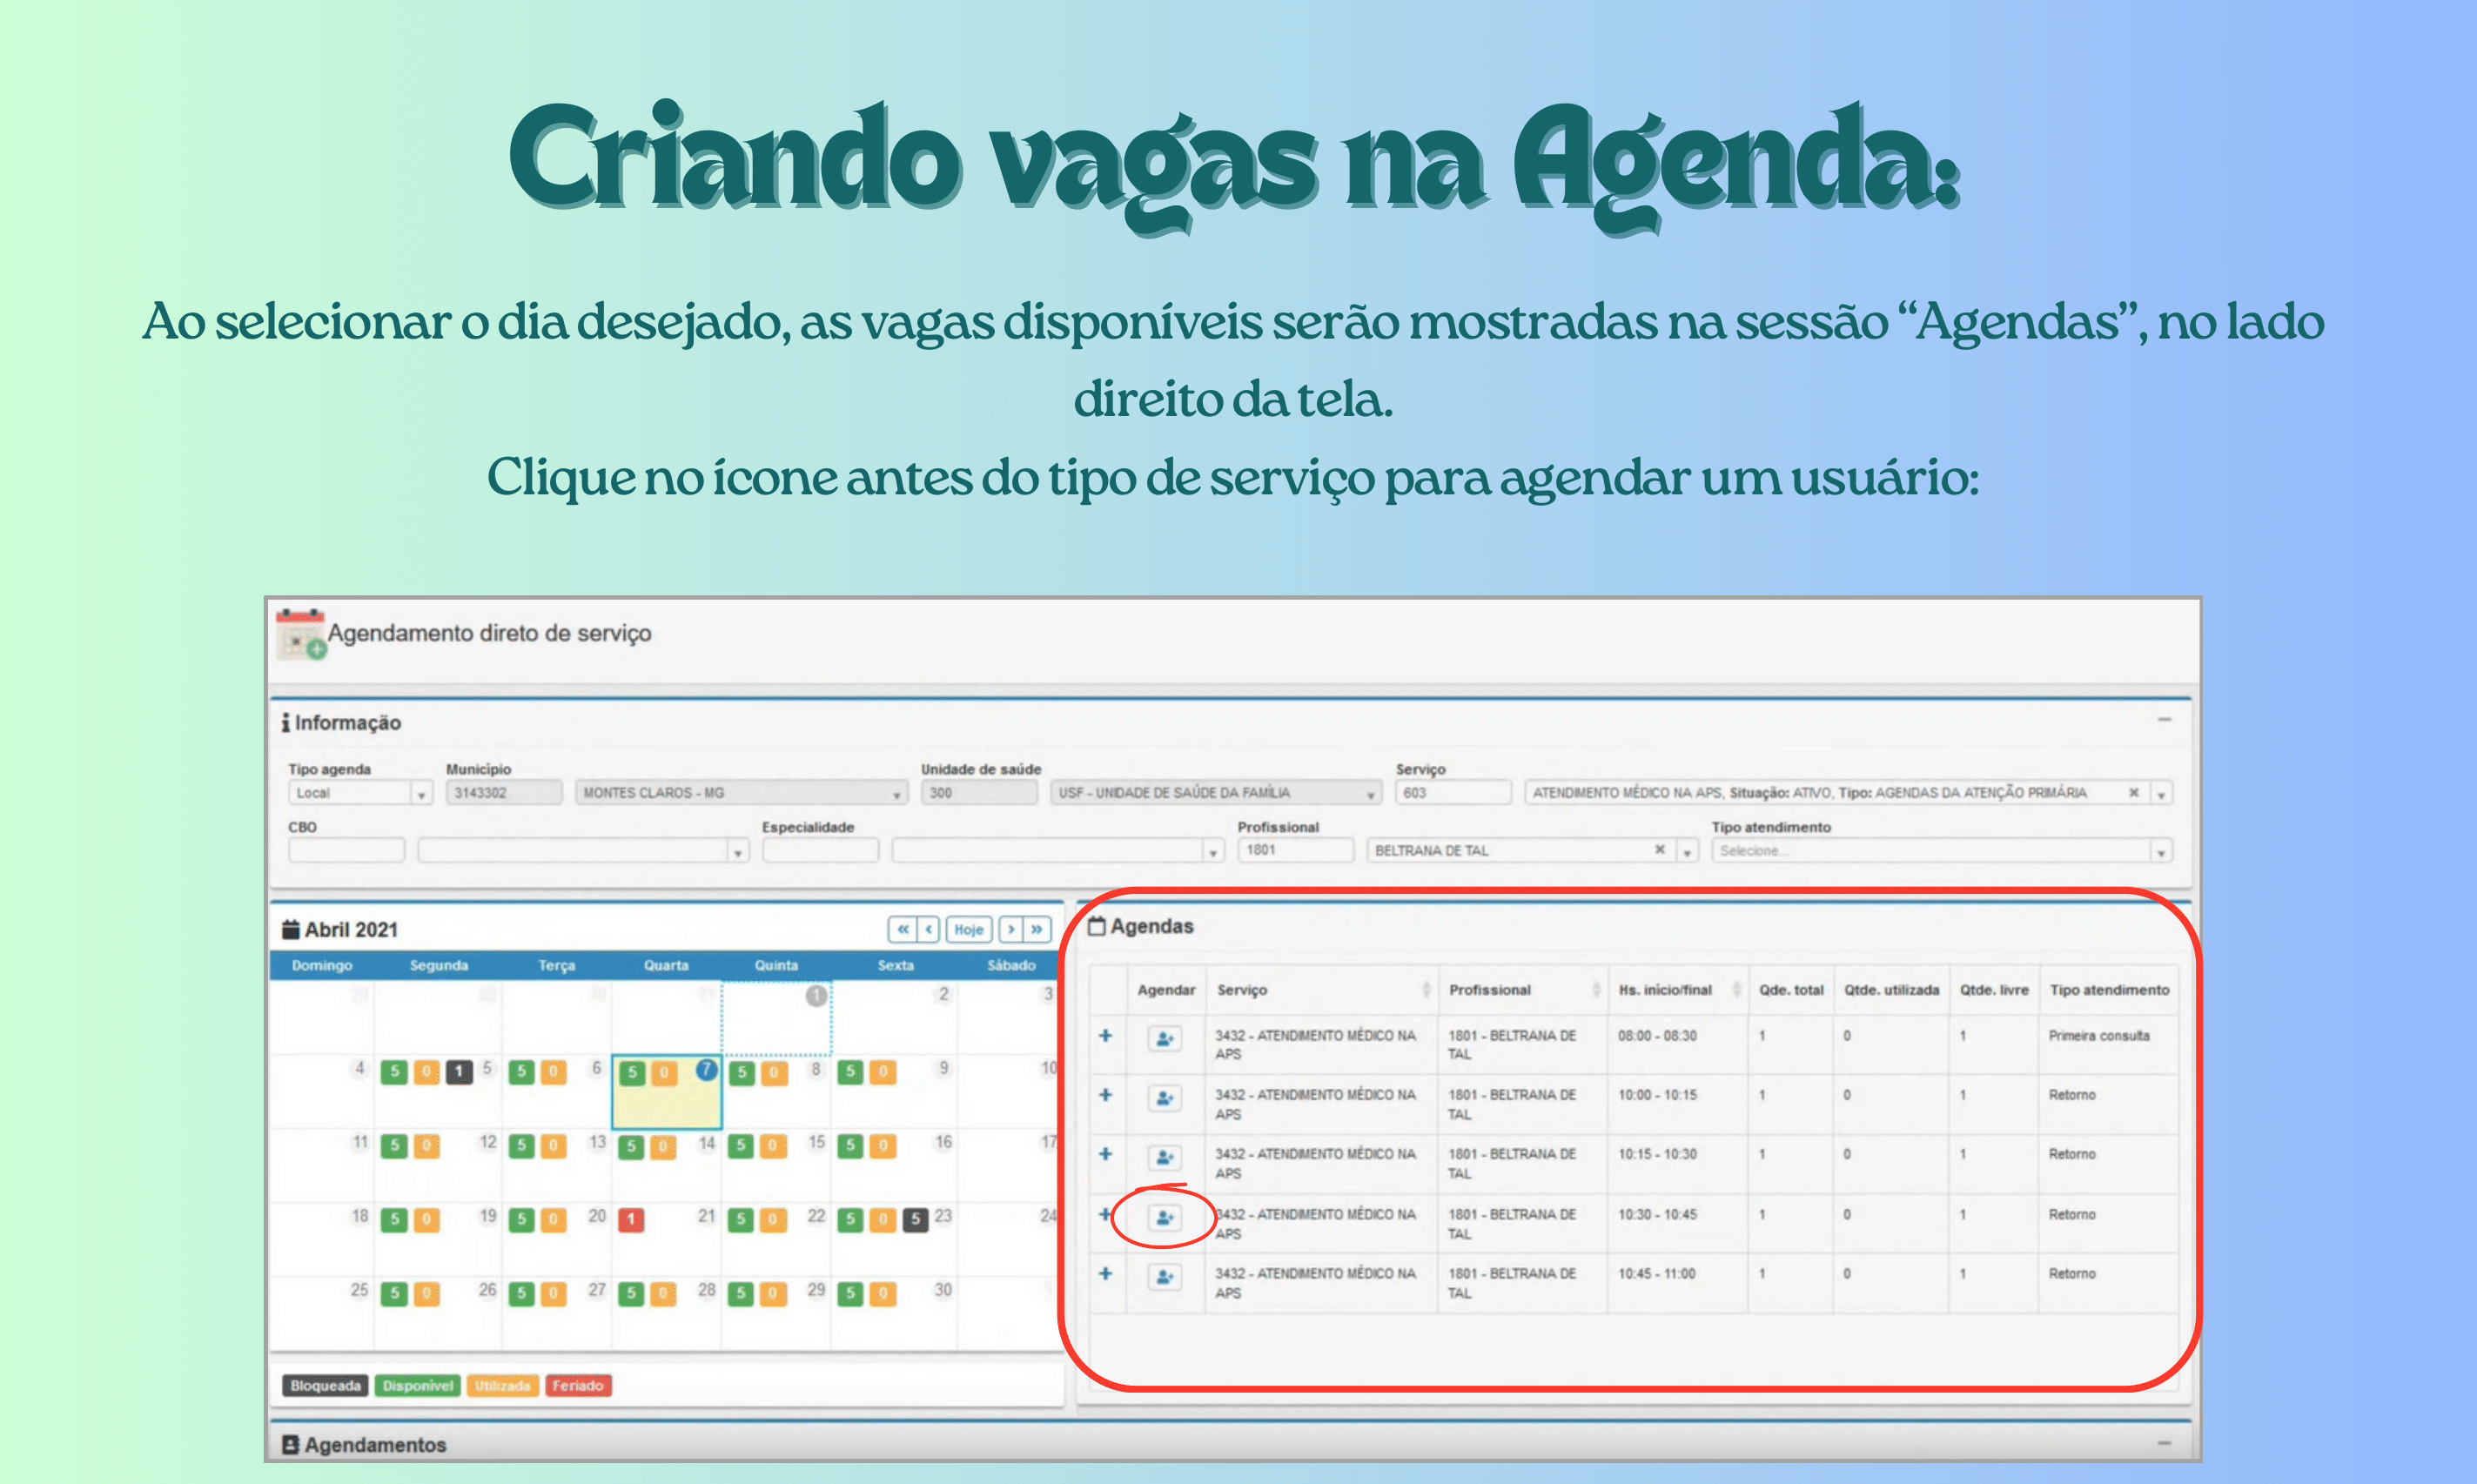 Criando vagas na Agenda:
Ao selecionar o dia desejado, as vagas disponíveis serão mostradas na sessão “Agendas”, no lado
direito da tela.
Clique no ícone antes do tipo de serviço para agendar um usuário:
Agendamento direto de serviço
Informação
Tipo agenda Município Unidade de saúde Serviço
Local 3143302 MONTES CLAROS - MG 300 USF - UNIDADE DE SAÚDE DA FAMÍLIA 603 ATENDIMENTO MÉDICO NA APS, Situação: ATIVO, Tipo: AGENDAS DA ATENÇÃO PRIMÁRIA
CBO Especialidade Profissional Tipo atendimento
1801 BELTRANA DE TAL Selecione...
Abril 2021 « ‹ Hoje › »
Domingo Segunda Terça Quarta Quinta Sexta Sábado
1 2 3
4 5 0 1 5 5 0 6 5 0 7 5 0 8 5 0 9 10
11 5 0 12 5 0 13 5 0 14 5 0 15 5 0 16 17
18 5 0 19 5 0 20 1 21 5 0 22 5 0 5 23 24
25 5 0 26 5 0 27 5 0 28 5 0 29 5 0 30
Bloqueada Disponível Utilizada Feriado
Agendas
Agendar Serviço Profissional Hs. início/final Qde. total Qtde. utilizada Qtde. livre Tipo atendimento
3432 - ATENDIMENTO MÉDICO NA 1801 - BELTRANA DE 08:00 - 08:30 1 0 1 Primeira consulta
APS TAL
3432 - ATENDIMENTO MÉDICO NA 1801 - BELTRANA DE 10:00 - 10:15 1 0 1 Retorno
APS TAL
3432 - ATENDIMENTO MÉDICO NA 1801 - BELTRANA DE 10:15 - 10:30 1 0 1 Retorno
APS TAL
3432 - ATENDIMENTO MÉDICO NA 1801 - BELTRANA DE 10:30 - 10:45 1 0 1 Retorno
APS TAL
3432 - ATENDIMENTO MÉDICO NA 1801 - BELTRANA DE 10:45 - 11:00 1 0 1 Retorno
APS TAL
Agendamentos